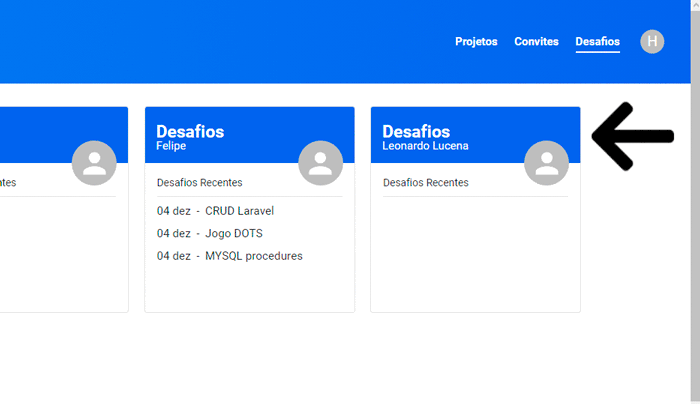 Projetos Convites Desafios H
Desafios
Felipe
Desafios Recentes
04 dez - CRUD Laravel
04 dez - Jogo DOTS
04 dez - MYSQL procedures
Desafios
Leonardo Lucena
Desafios Recentes